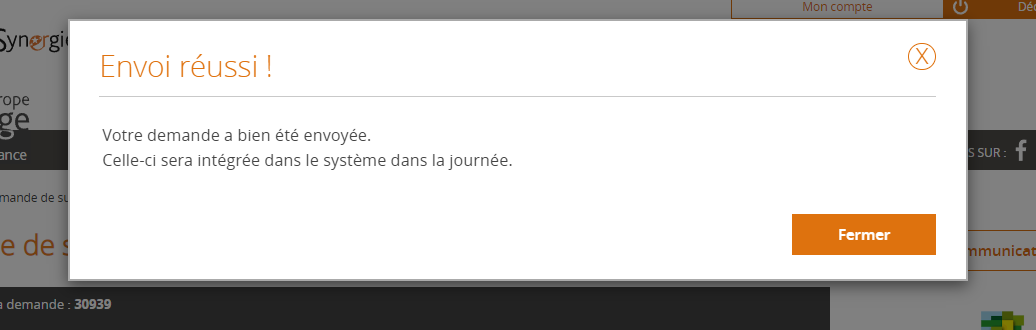 Mon compte
Synergie
Envoi réussi !
X
rope
ge
Votre demande a bien été envoyée.
ance
S SUR :
Celle-ci sera intégrée dans le système dans la journée.
mande de su
Fermer
e de s
mmunicat
a demande : 30939